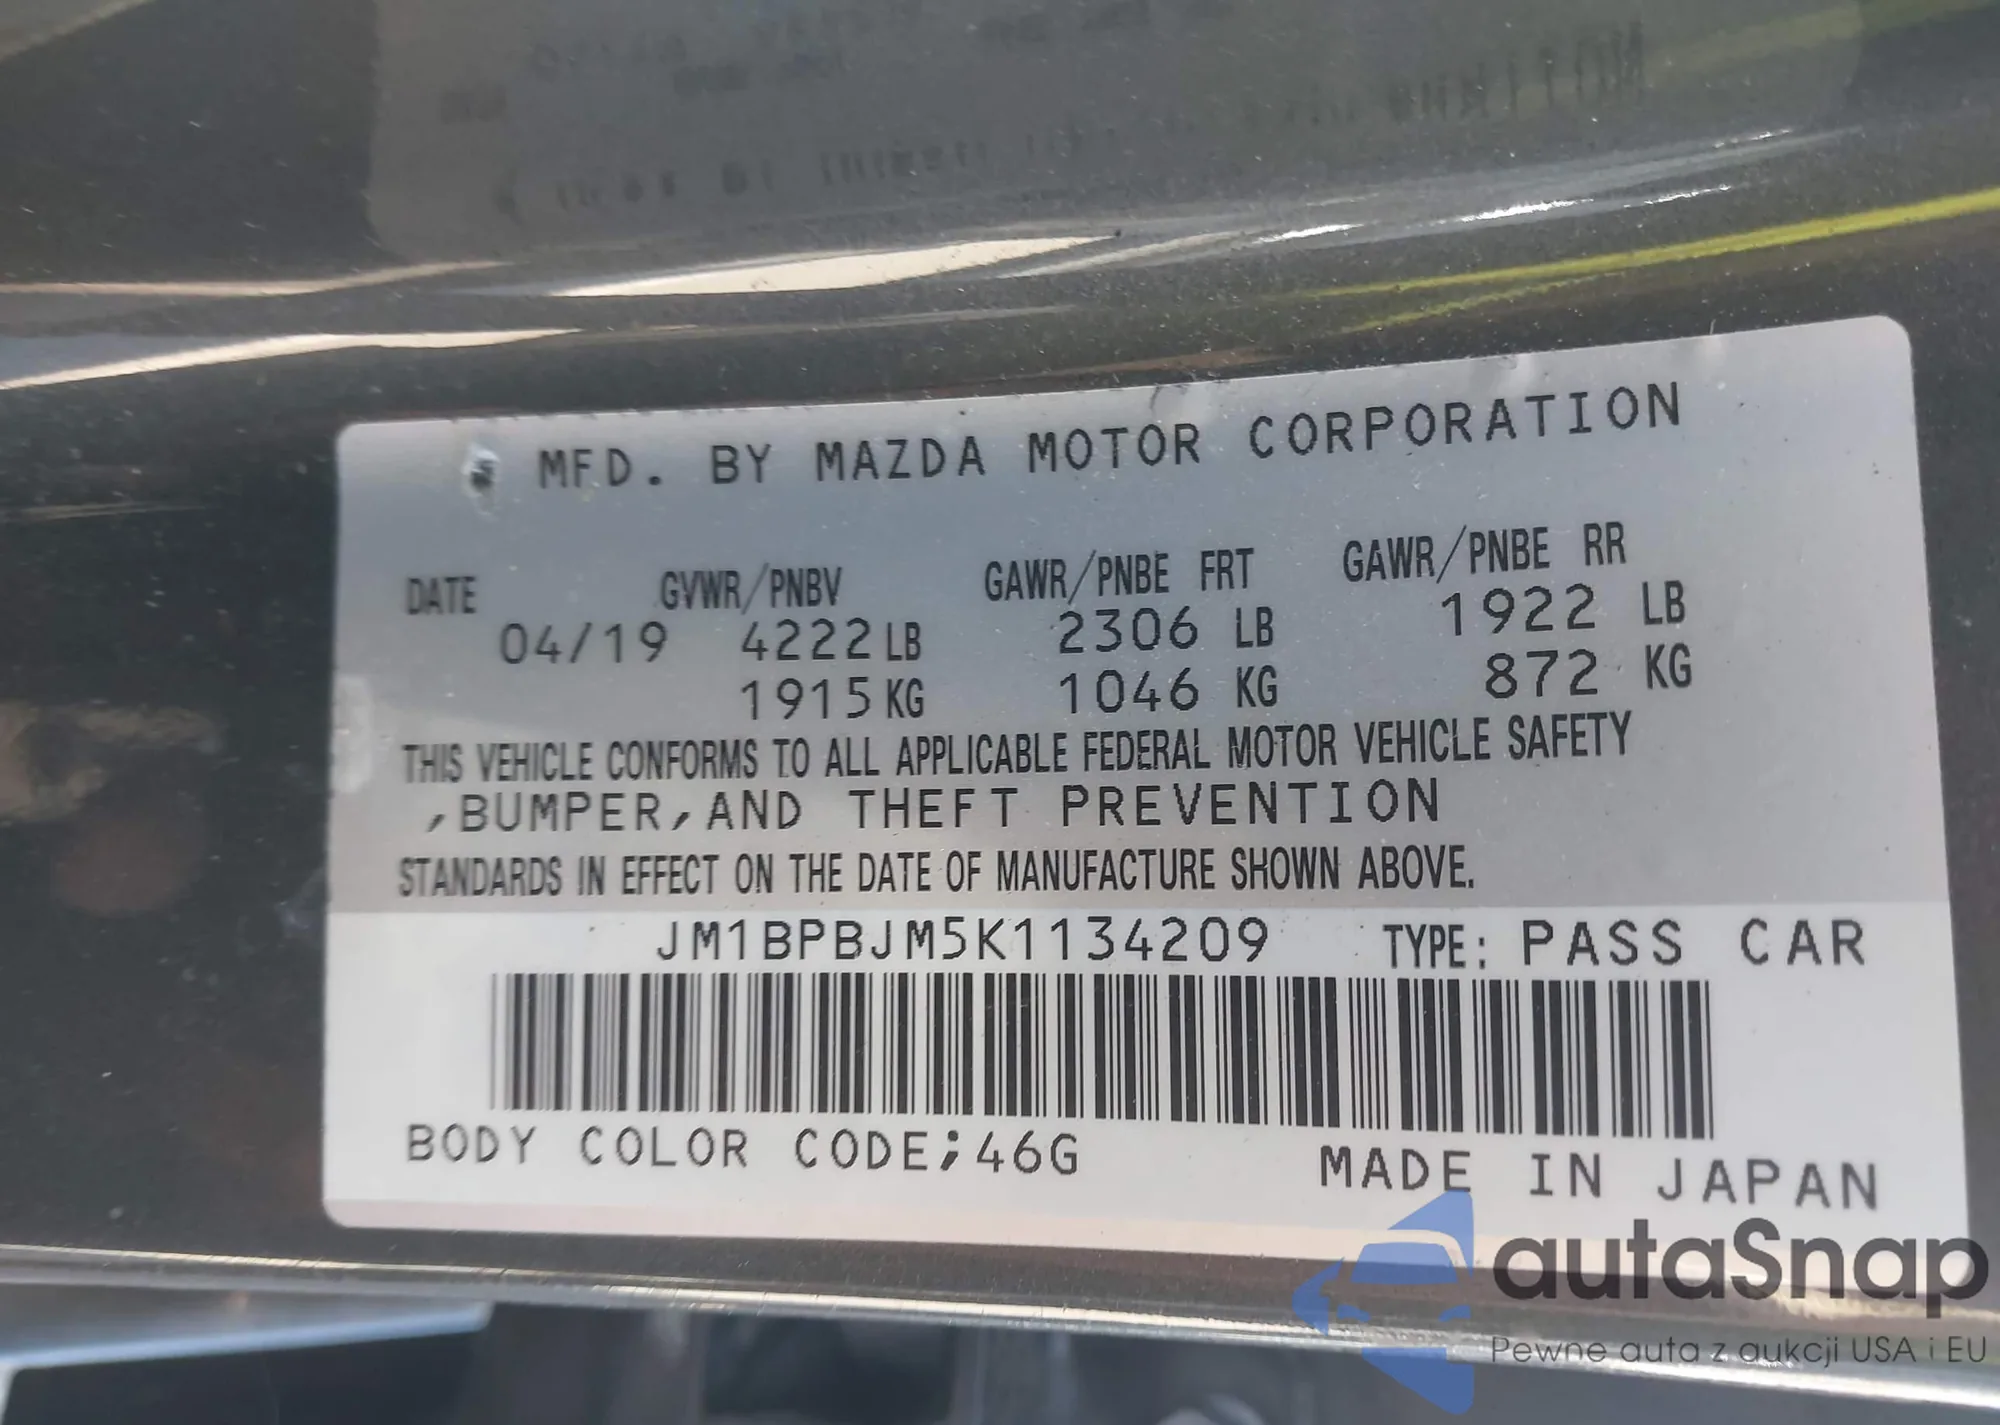 MFD. BY MAZDA MOTOR CORPORATION
DATE GVWR/PNBV GAWR/PNBE FRT GAWR/PNBE RR
04/19 4222 LB 2306 LB 1922 LB
1915 KG 1046 KG 872 KG
THIS VEHICLE CONFORMS TO ALL APPLICABLE FEDERAL MOTOR VEHICLE SAFETY
,BUMPER,AND THEFT PREVENTION
STANDARDS IN EFFECT ON THE DATE OF MANUFACTURE SHOWN ABOVE.
JM1BPBJM5K1134209 TYPE: PASS CAR
BODY COLOR CODE;46G
MADE IN JAPAN
autaSnap
Pewne auta z aukcji USA i EU